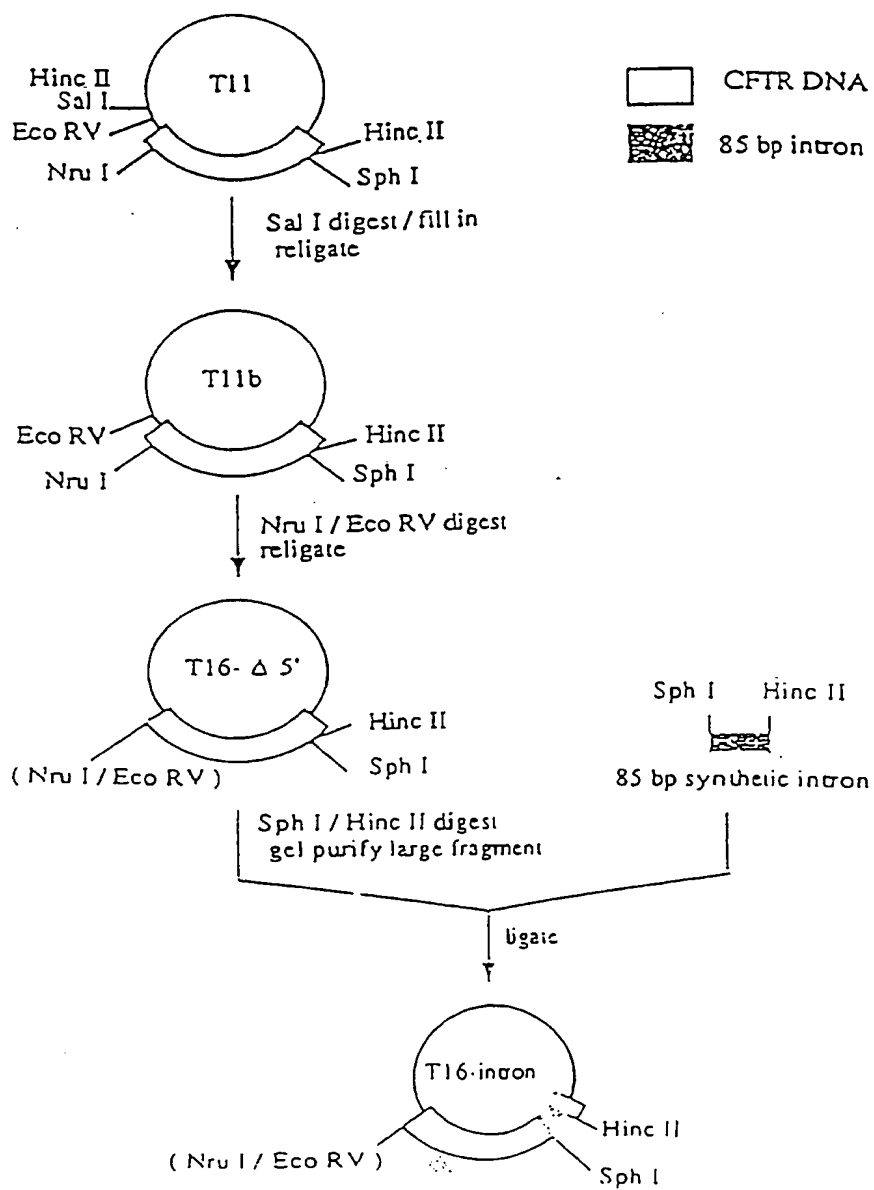 T11
Hinc II
Sal I
Eco RV
Nru I
Hinc II
Sph I
CFTR DNA
85 bp intron
Sal I digest / fill in
religate
T11b
Eco RV
Nru I
Hinc II
Sph I
Nru I / Eco RV digest
religate
T16- Δ 5'
Hinc II
Sph I
( Nru I / Eco RV )
Sph I Hinc II
85 bp synthetic intron
Sph I / Hinc II digest
gel purify large fragment
ligate
T16-intron
Hinc II
Sph I
( Nru I / Eco RV )